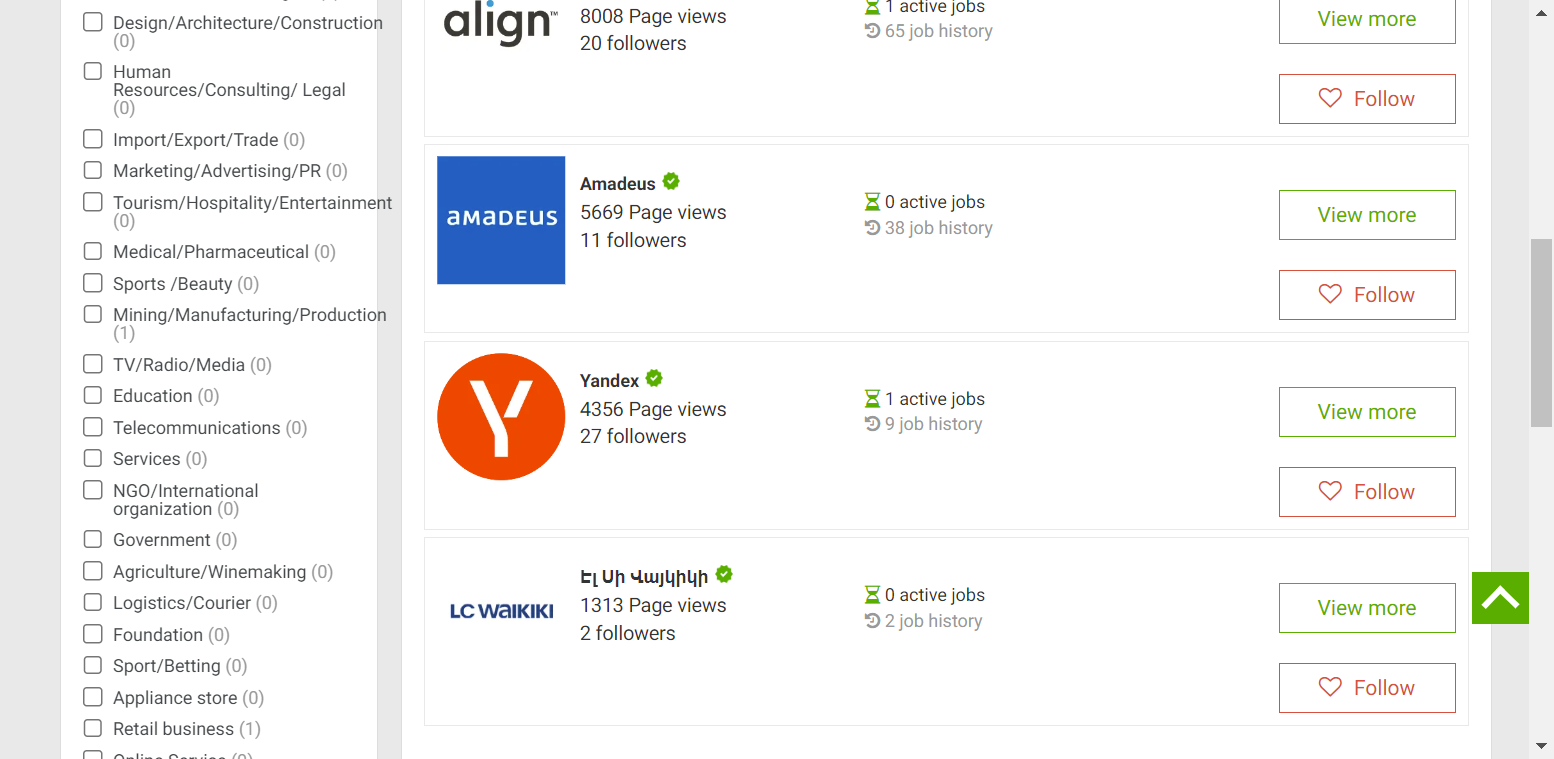 Design/Architecture/Construction
(0)
Human
Resources/Consulting/ Legal
(0)
Import/Export/Trade (0)
Marketing/Advertising/PR (0)
Tourism/Hospitality/Entertainment
(0)
Medical/Pharmaceutical (0)
Sports /Beauty (0)
Mining/Manufacturing/Production
(1)
TV/Radio/Media (0)
Education (0)
Telecommunications (0)
Services (0)
NGO/International
organization (0)
Government (0)
Agriculture/Winemaking (0)
Logistics/Courier (0)
Foundation (0)
Sport/Betting (0)
Appliance store (0)
Retail business (1)
Online Service (0)
align™
8008 Page views
20 followers
1 active jobs
65 job history
View more
Follow
amadeus
Amadeus
5669 Page views
11 followers
0 active jobs
38 job history
View more
Follow
Y
Yandex
4356 Page views
27 followers
1 active jobs
9 job history
View more
Follow
LC WAIKIKI
Էլ Սի Վայկիկի
1313 Page views
2 followers
0 active jobs
2 job history
View more
Follow